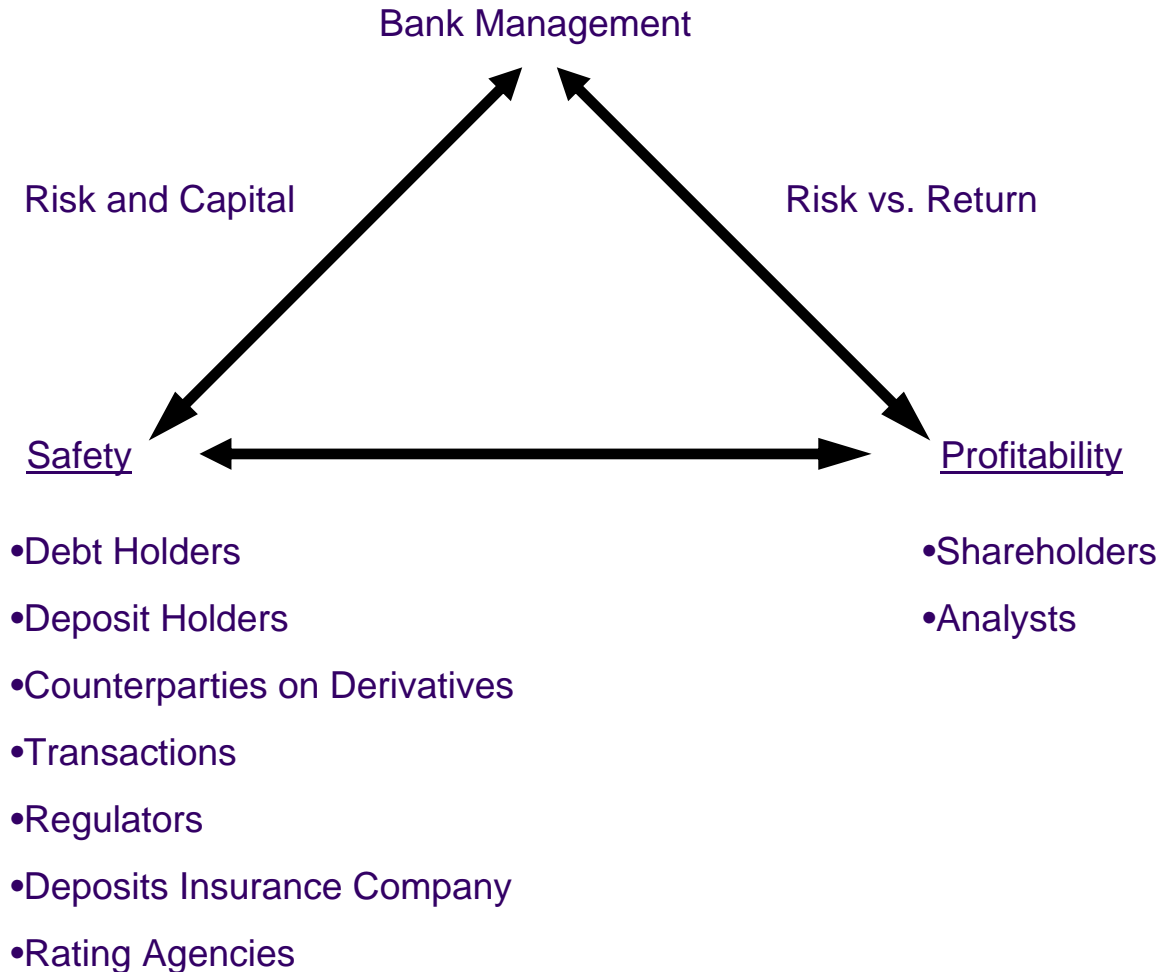 Bank Management
Risk and Capital
Risk vs. Return
Safety
Profitability
•Debt Holders
•Deposit Holders
•Counterparties on Derivatives
•Transactions
•Regulators
•Deposits Insurance Company
•Rating Agencies
•Shareholders
•Analysts